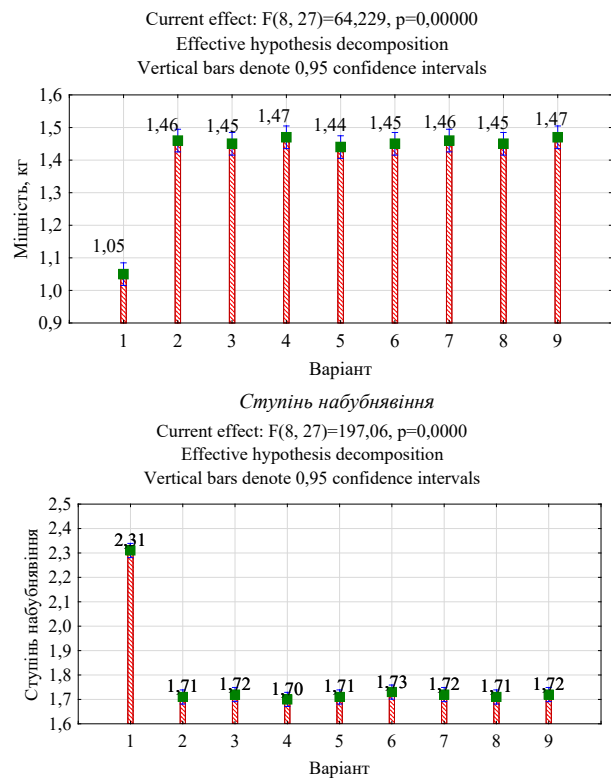 Current effect: F(8, 27)=64,229, p=0,00000
Effective hypothesis decomposition
Vertical bars denote 0,95 confidence intervals
1,6
1,5
1,4
1,3
1,2
1,1
1,0
0,9
Міцність, кг
1,05
1,46
1,45
1,47
1,44
1,45
1,46
1,45
1,47
1 2 3 4 5 6 7 8 9
Варіант
Ступінь набубнявіння
Current effect: F(8, 27)=197,06, p=0,0000
Effective hypothesis decomposition
Vertical bars denote 0,95 confidence intervals
2,5
2,4
2,3
2,2
2,1
2,0
1,9
1,8
1,7
1,6
Ступінь набубнявіння
2,31
1,71
1,72
1,70
1,71
1,73
1,72
1,71
1,72
1 2 3 4 5 6 7 8 9
Варіант